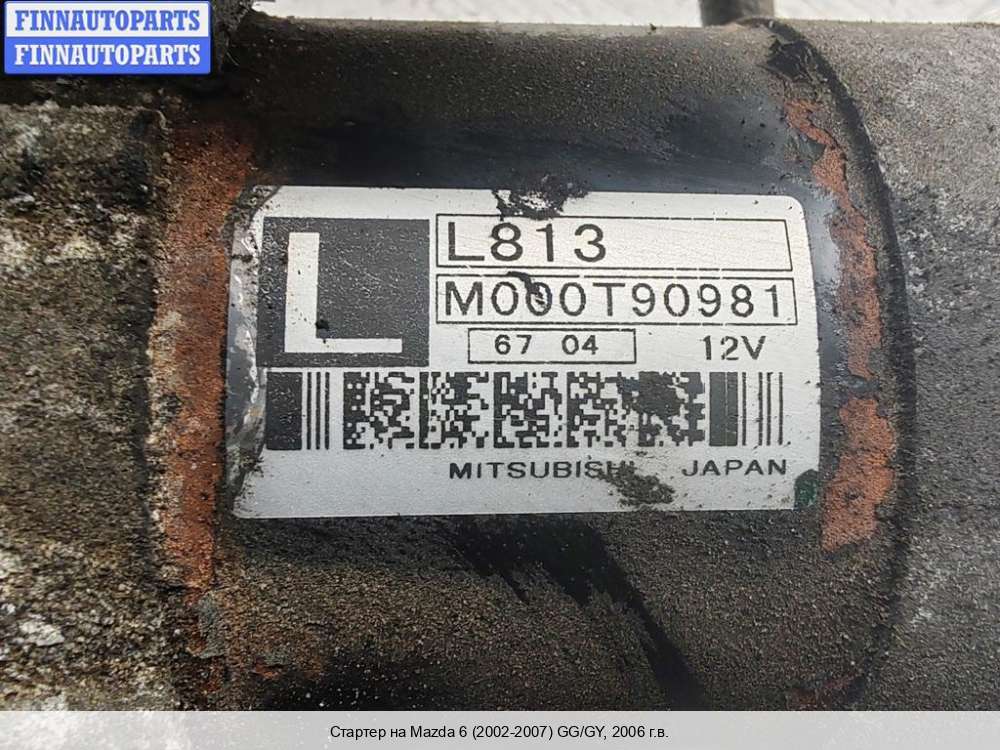 FINNAUTOPARTS
FINNAUTOPARTS
L
L813
M000T90981
67 04
12V
MITSUBISHI JAPAN
Стартер на Mazda 6 (2002-2007) GG/GY, 2006 г.в.